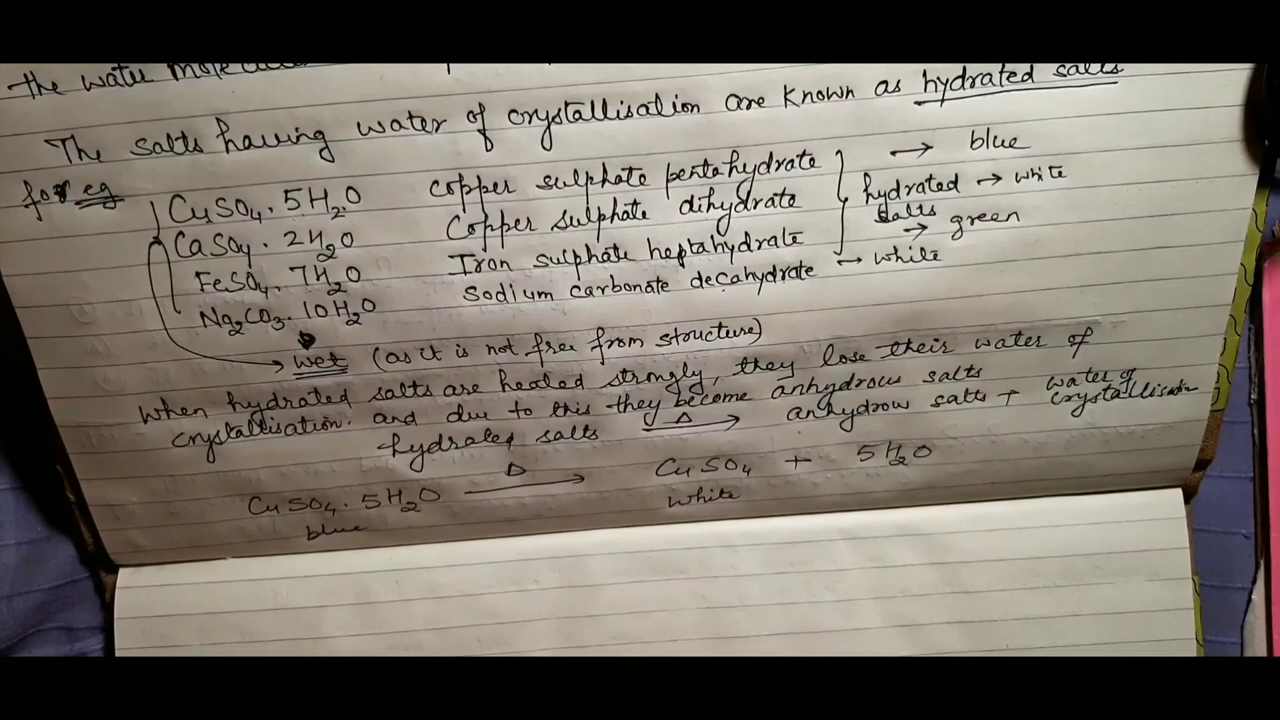 the water
The salts having water of crystallisation are known as hydrated salts
for eg CuSO4. 5H2O Copper sulphate pentahydrate → blue
CaSO4. 2H2O Copper sulphate dihydrate hydrated salts → white
FeSO4. 7H2O Iron sulphate heptahydrate → green
Na2CO3. 10H2O Sodium carbonate decahydrate → white
→ wet (as it is not free from structure)
When hydrated salts are heated strongly, they lose their water of
crystallisation. and due to this they become anhydrous salts
hydrated salts Δ→ anhydrow salts + water of crystallisation
CuSO4. 5H2O Δ→ CuSO4 + 5H2O
blue white